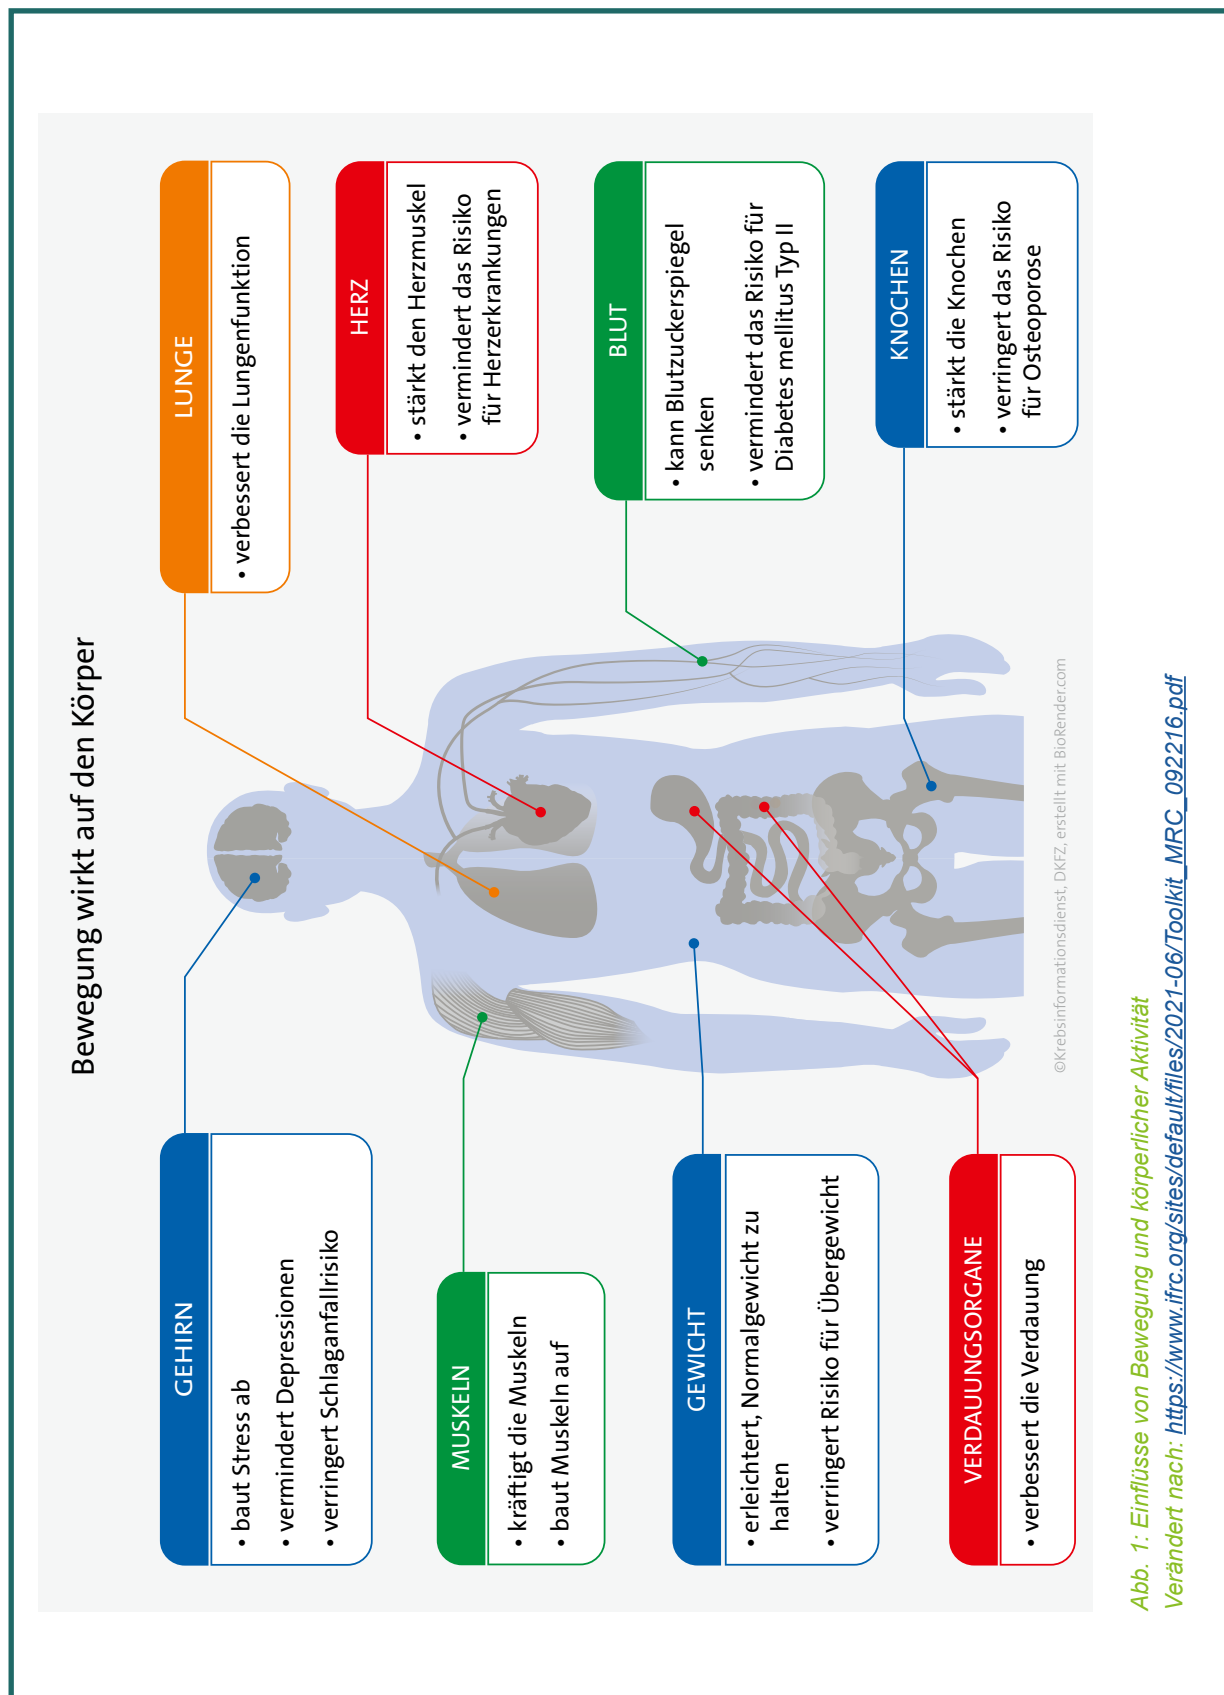 Bewegung wirkt auf den Körper
GEHIRN
• baut Stress ab
• vermindert Depressionen
• verringert Schlaganfallrisiko
MUSKELN
• kräftigt die Muskeln
• baut Muskeln auf
GEWICHT
• erleichtert, Normalgewicht zu
halten
• verringert Risiko für Übergewicht
VERDAUUNGSORGANE
• verbessert die Verdauung
LUNGE
• verbessert die Lungenfunktion
HERZ
• stärkt den Herzmuskel
• vermindert das Risiko
für Herzerkrankungen
BLUT
• kann Blutzuckerspiegel
senken
• vermindert das Risiko für
Diabetes mellitus Typ II
KNOCHEN
• stärkt die Knochen
• verringert das Risiko
für Osteoporose
©Krebsinformationsdienst, DKFZ, erstellt mit BioRender.com
Abb. 1: Einflüsse von Bewegung und körperlicher Aktivität
Verändert nach: https://www.ifrc.org/sites/default/files/2021-06/Toolkit_MRC_092216.pdf